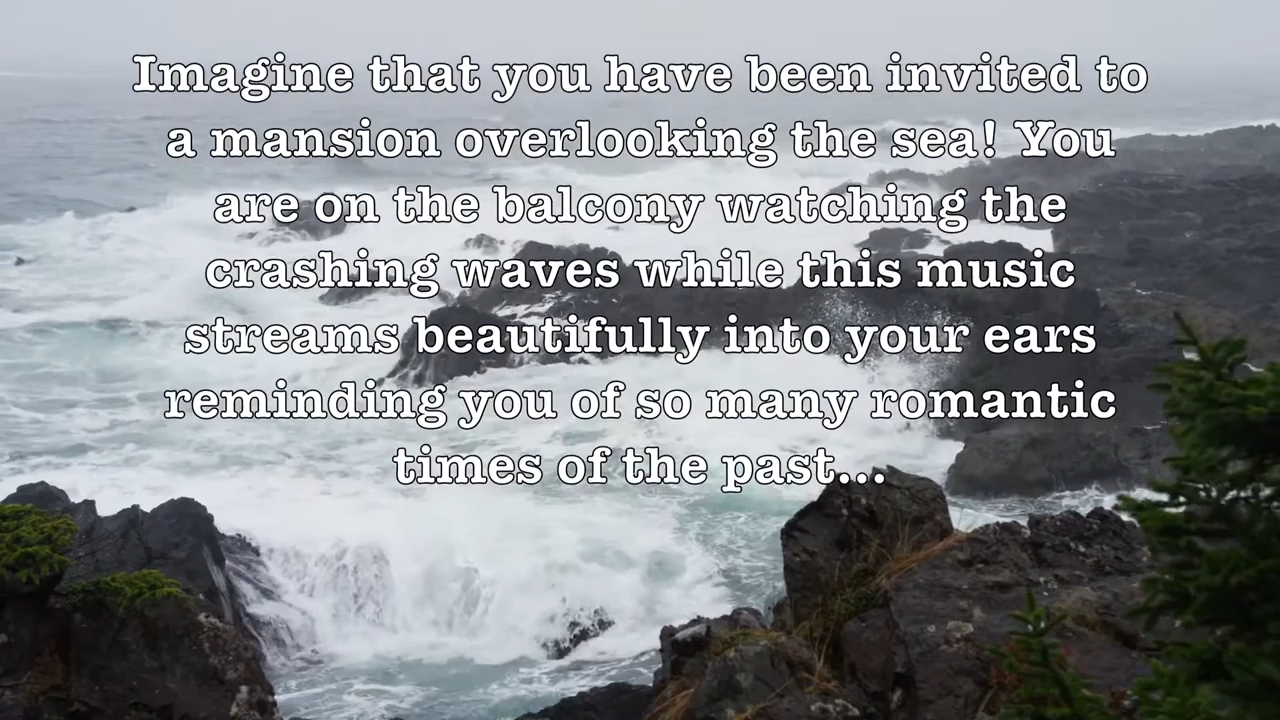 Imagine that you have been invited to
a mansion overlooking the sea! You
are on the balcony watching the
crashing waves while this music
streams beautifully into your ears
reminding you of so many romantic
times of the past...